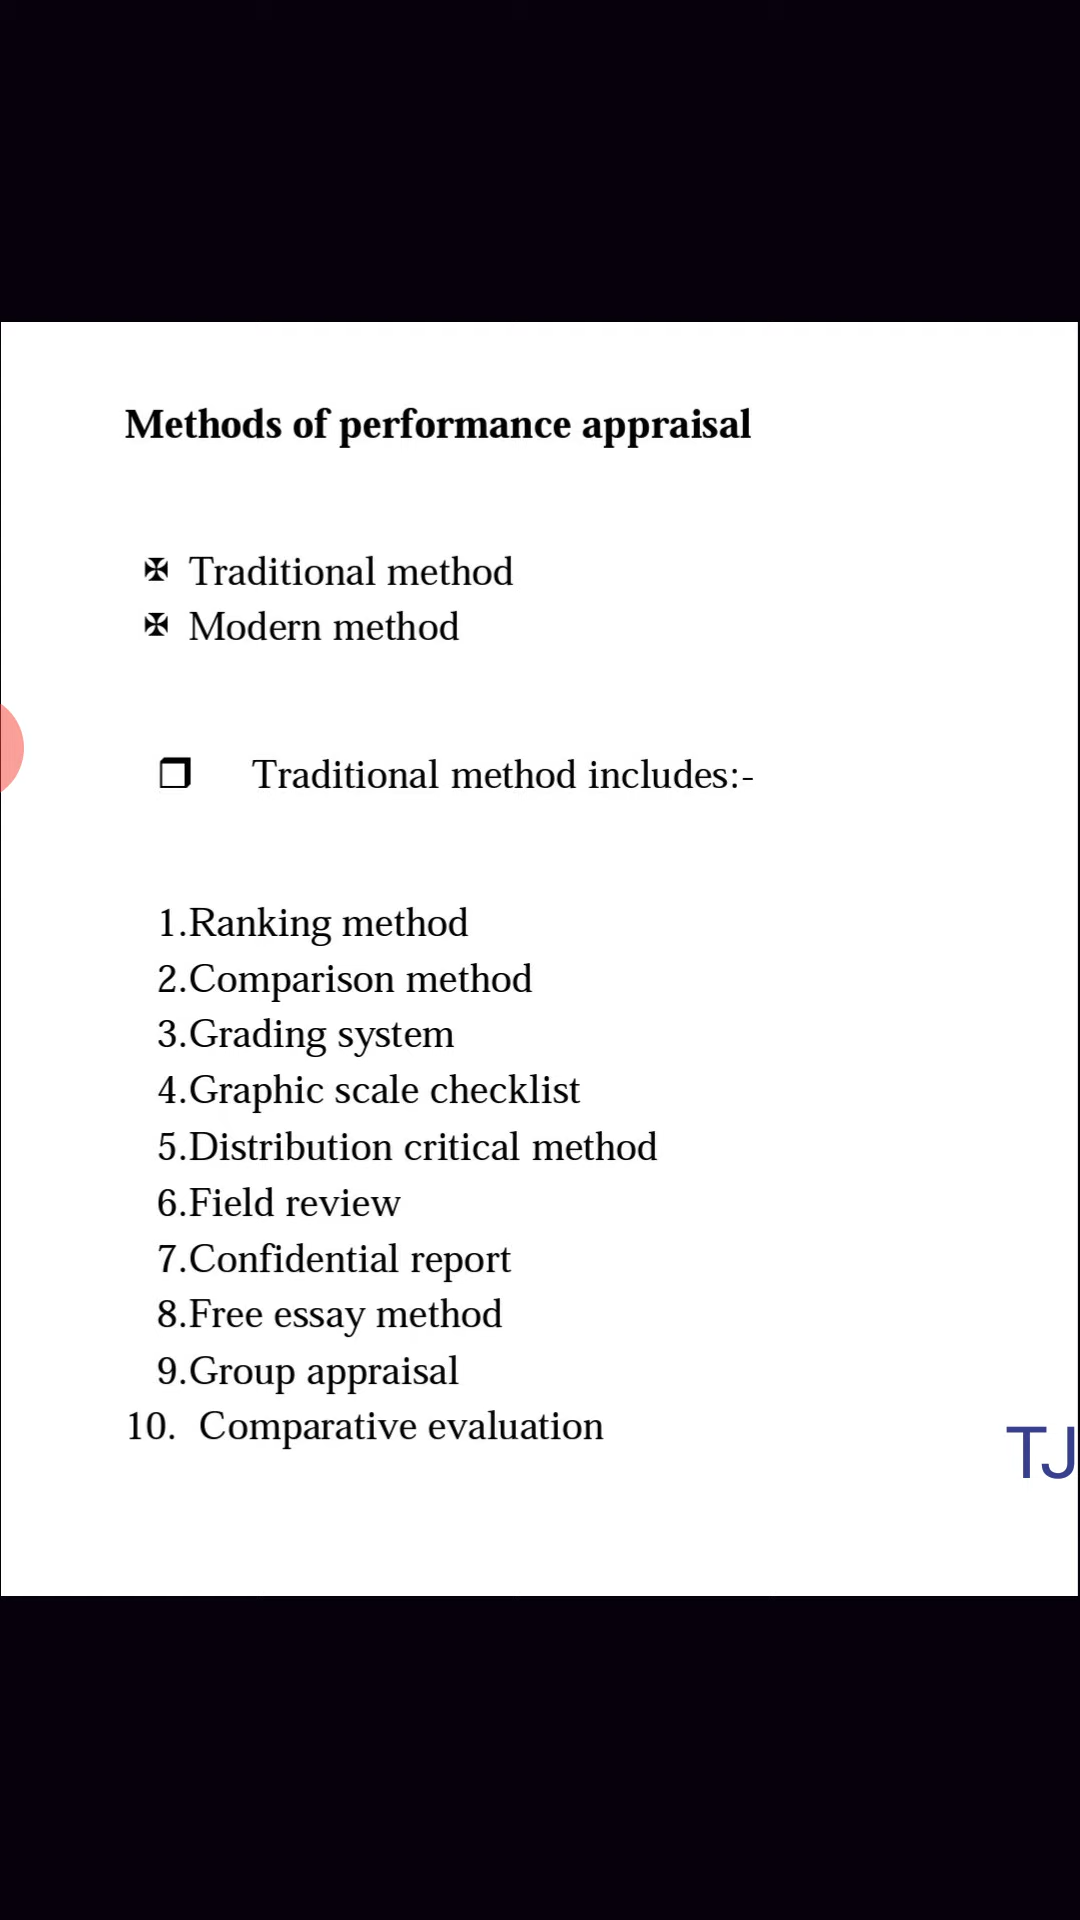 Methods of performance appraisal
✠ Traditional method
✠ Modern method
❒ Traditional method includes:-
1.Ranking method
2.Comparison method
3.Grading system
4.Graphic scale checklist
5.Distribution critical method
6.Field review
7.Confidential report
8.Free essay method
9.Group appraisal
10. Comparative evaluation
TJ